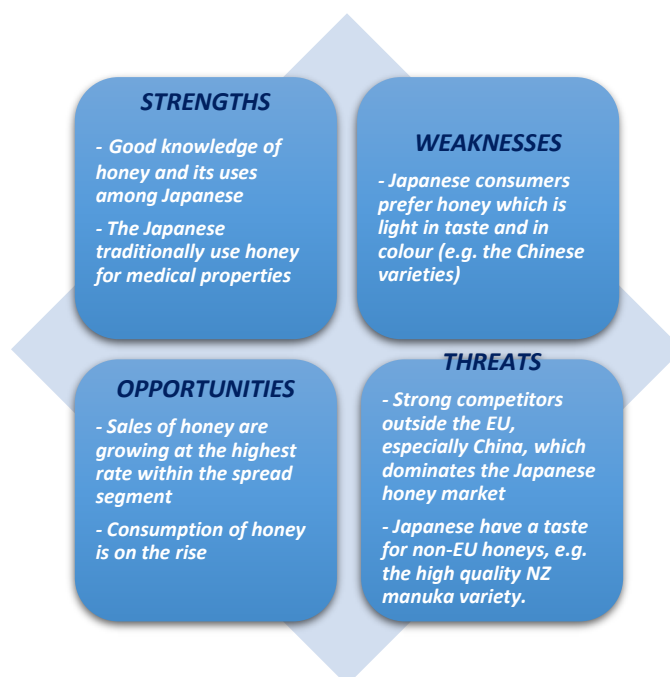 STRENGTHS
- Good knowledge of
honey and its uses
among Japanese
- The Japanese
traditionally use honey
for medical properties
WEAKNESSES
- Japanese consumers
prefer honey which is
light in taste and in
colour (e.g. the Chinese
varieties)
OPPORTUNITIES
- Sales of honey are
growing at the highest
rate within the spread
segment
- Consumption of honey
is on the rise
THREATS
- Strong competitors
outside the EU,
especially China, which
dominates the Japanese
honey market
- Japanese have a taste
for non-EU honeys, e.g.
the high quality NZ
manuka variety.